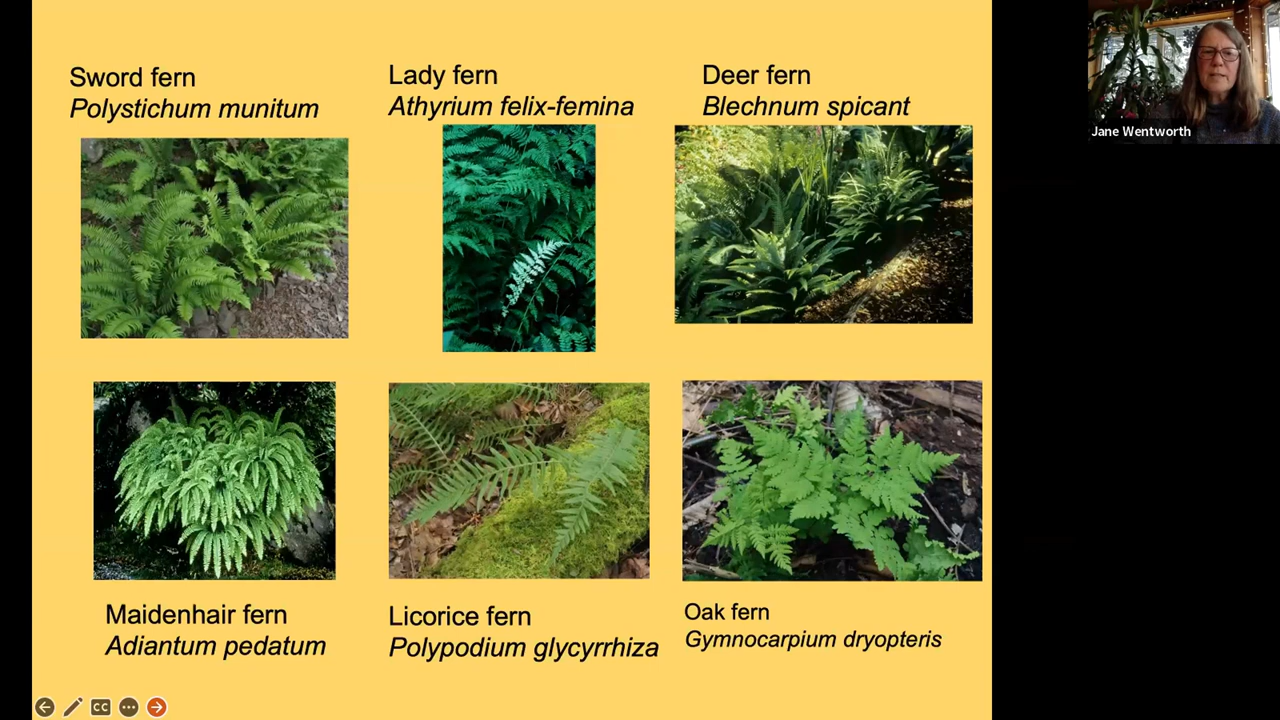 Sword fern
Polystichum munitum
Lady fern
Athyrium felix-femina
Deer fern
Blechnum spicant
Jane Wentworth
Maidenhair fern
Adiantum pedatum
Licorice fern
Polypodium glycyrrhiza
Oak fern
Gymnocarpium dryopteris
CC